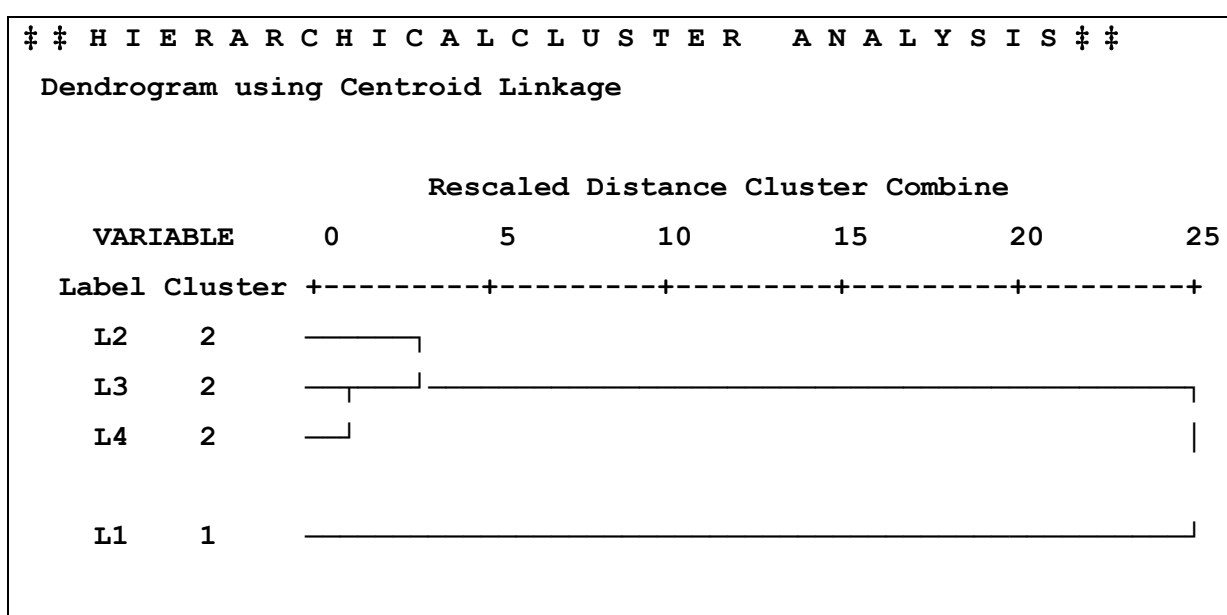 ‡ ‡ H I E R A R C H I C A L C L U S T E R A N A L Y S I S ‡ ‡
Dendrogram using Centroid Linkage
Rescaled Distance Cluster Combine
VARIABLE 0 5 10 15 20 25
Label Cluster +---------+---------+---------+---------+---------+
L2 2
L3 2
L4 2
L1 1